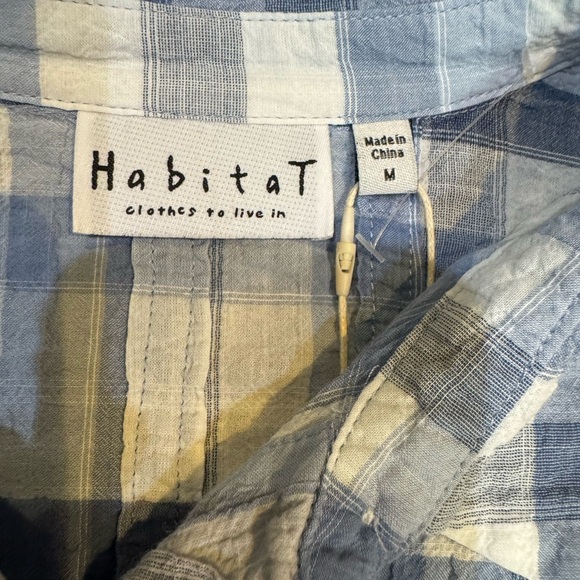 HabitaT
clothes to live in
Made in
China
M